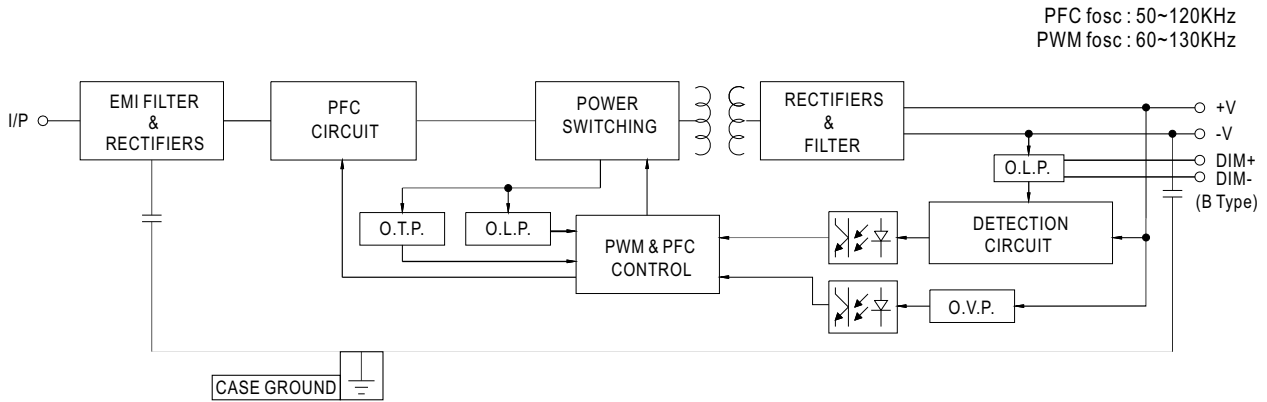 PFC fosc : 50~120KHz
PWM fosc : 60~130KHz
I/P
EMI FILTER
&
RECTIFIERS
PFC
CIRCUIT
POWER
SWITCHING
RECTIFIERS
&
FILTER
+V
-V
DIM+
DIM-
(B Type)
O.L.P.
O.T.P.
O.L.P.
PWM & PFC
CONTROL
DETECTION
CIRCUIT
O.V.P.
CASE GROUND